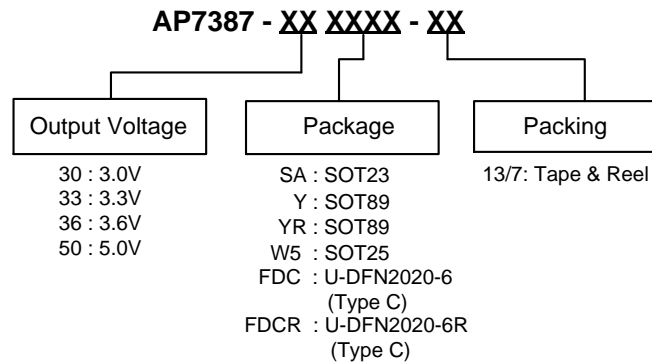 AP7387 - XX XXXX - XX
Output Voltage
30 : 3.0V
33 : 3.3V
36 : 3.6V
50 : 5.0V
Package
SA : SOT23
Y : SOT89
YR : SOT89
W5 : SOT25
FDC : U-DFN2020-6
(Type C)
FDCR : U-DFN2020-6R
(Type C)
Packing
13/7: Tape & Reel